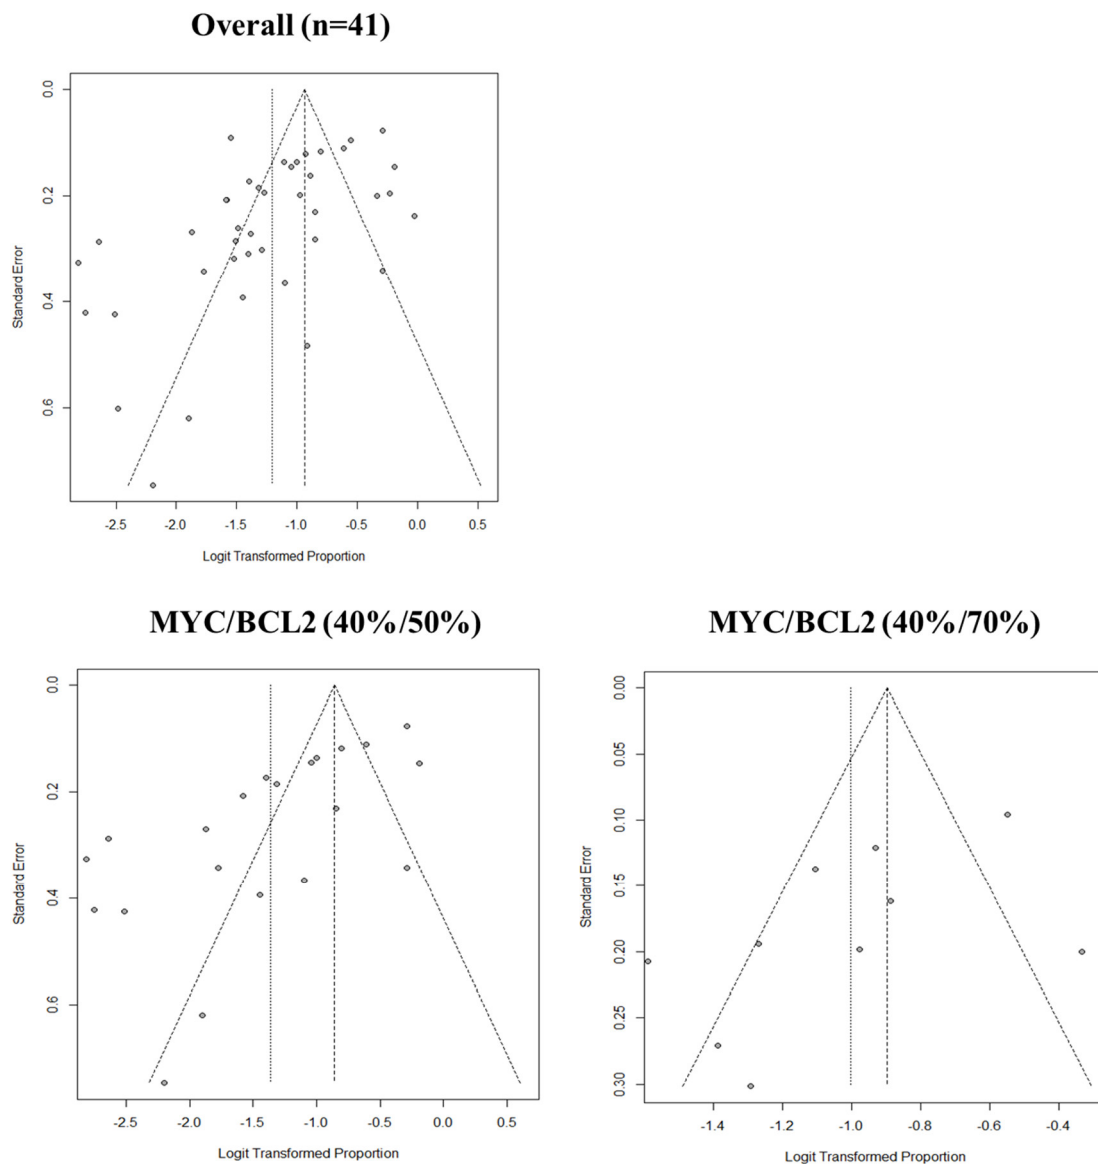 Overall (n=41)
0.0
0.2
0.4
0.6
Standard Error
-2.5 -2.0 -1.5 -1.0 -0.5 0.0 0.5
Logit Transformed Proportion
MYC/BCL2 (40%/50%)
0.0
0.2
0.4
0.6
Standard Error
-2.5 -2.0 -1.5 -1.0 -0.5 0.0 0.5
Logit Transformed Proportion
MYC/BCL2 (40%/70%)
0.00
0.05
0.10
0.15
0.20
0.25
0.30
Standard Error
-1.4 -1.2 -1.0 -0.8 -0.6 -0.4
Logit Transformed Proportion